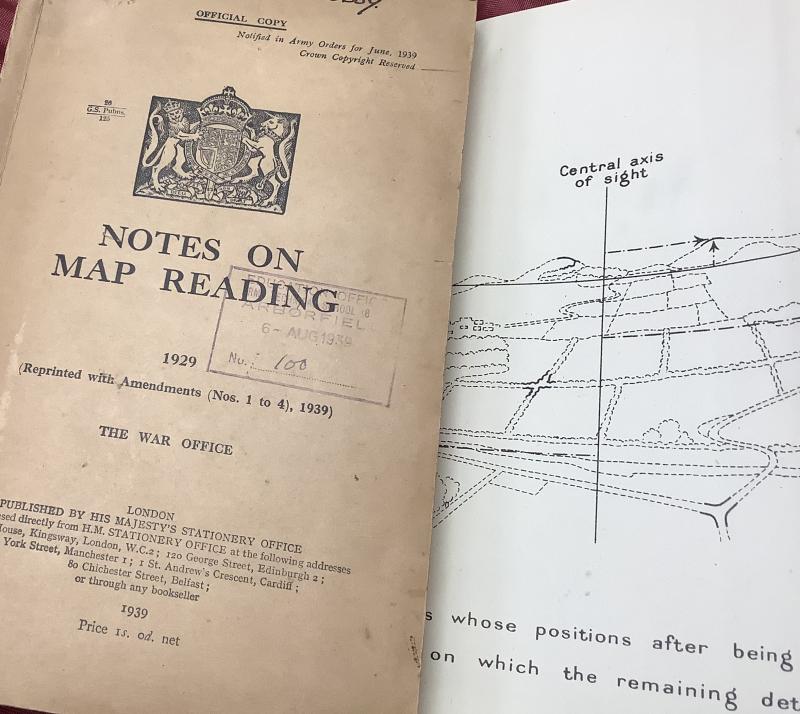 OFFICIAL COPY
Notified in Army Orders for June, 1939
Crown Copyright Reserved
26
G.S. Pubns.
125
NOTES ON
MAP READING
ARBORFIEL
6 - AUG 1939
No. 100
1929
(Reprinted with Amendments (Nos. 1 to 4), 1939)
THE WAR OFFICE
LONDON
PUBLISHED BY HIS MAJESTY'S STATIONERY OFFICE
directly from H.M. STATIONERY OFFICE at the following addresses
House, Kingsway, London, W.C.2; 120 George Street, Edinburgh 2;
York Street, Manchester 1; 1 St. Andrew's Crescent, Cardiff;
80 Chichester Street, Belfast;
or through any bookseller
1939
Price 1s. 0d. net
Central axis
of sight
s whose positions after being
on which the remaining det